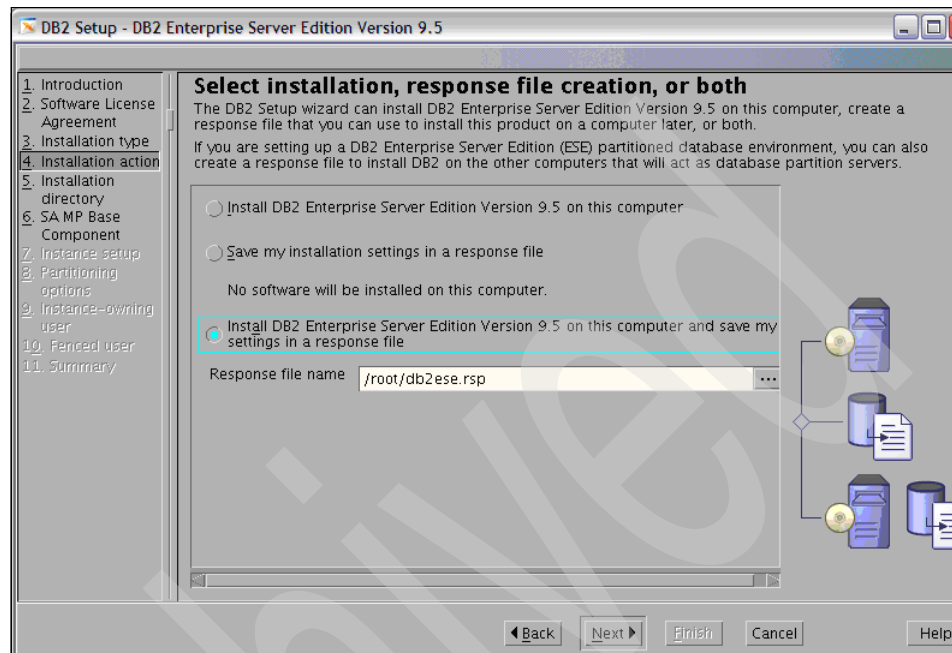 DB2 Setup - DB2 Enterprise Server Edition Version 9.5
1. Introduction
2. Software License
Agreement
3. Installation type
4. Installation action
5. Installation
directory
6. SA MP Base
Component
7. Instance setup
8. Partitioning
options
9. Instance-owning
user
10. Fenced user
11. Summary
Select installation, response file creation, or both
The DB2 Setup wizard can install DB2 Enterprise Server Edition Version 9.5 on this computer, create a
response file that you can use to install this product on a computer later, or both.
If you are setting up a DB2 Enterprise Server Edition (ESE) partitioned database environment, you can also
create a response file to install DB2 on the other computers that will act as database partition servers.
Install DB2 Enterprise Server Edition Version 9.5 on this computer
Save my installation settings in a response file
No software will be installed on this computer.
Install DB2 Enterprise Server Edition Version 9.5 on this computer and save my
settings in a response file
Response file name /root/db2ese.rsp ...
Back Next Finish Cancel Help